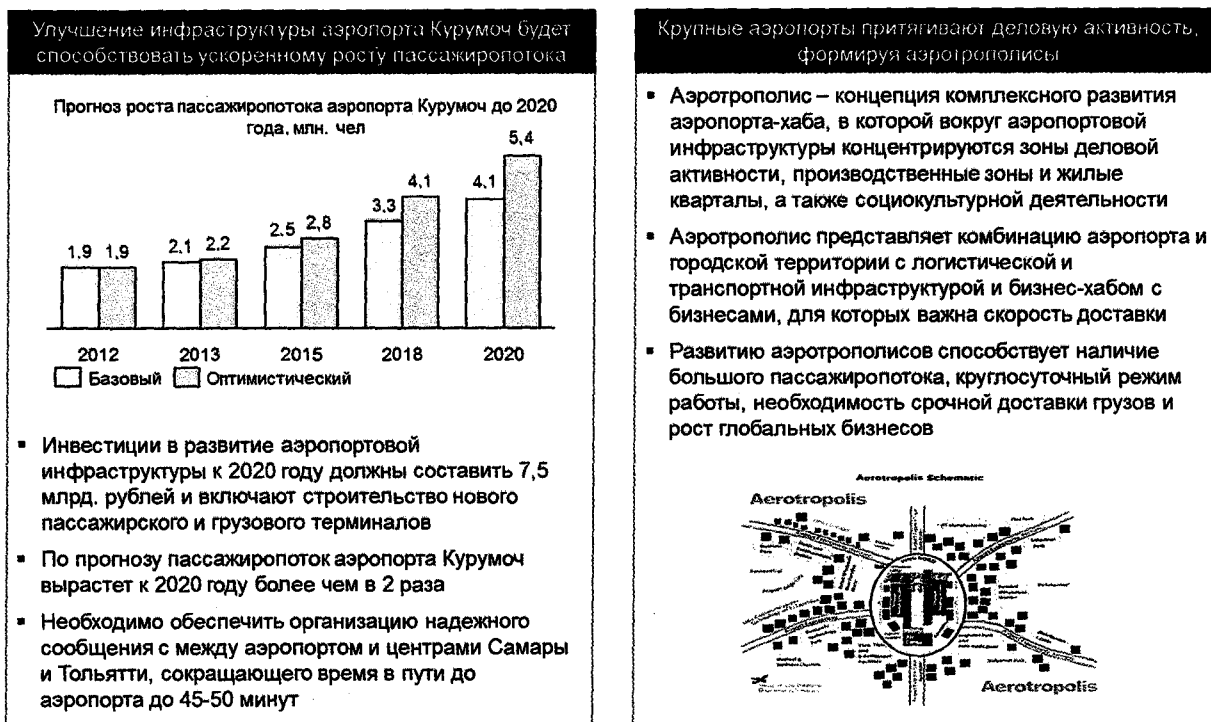 Улучшение инфраструктуры аэропорта Курумоч будет
способствовать ускоренному росту пассажиропотока
Прогноз роста пассажиропотока аэропорта Курумоч до 2020
года, млн. чел
5,4
4,1
4,1
3,3
2,5
2,8
2,1
2,2
1,9
1,9
2012
2013
2015
2018
2020
Базовый
Оптимистический
Инвестиции в развитие аэропортовой
инфраструктуры к 2020 году должны составить 7,5
млрд. рублей и включают строительство нового
пассажирского и грузового терминалов
По прогнозу пассажиропоток аэропорта Курумоч
вырастет к 2020 году более чем в 2 раза
Необходимо обеспечить организацию надежного
сообщения с между аэропортом и центрами Самары
и Тольятти, сокращающего время в пути до
аэропорта до 45-50 минут
Крупные аэропорты притягивают деловую активность,
формируя аэротрополисы
Аэротрополис – концепция комплексного развития
аэропорта-хаба, в которой вокруг аэропортовой
инфраструктуры концентрируются зоны деловой
активности, производственные зоны и жилые
кварталы, а также социокультурной деятельности
Аэротрополис представляет комбинацию аэропорта и
городской территории с логистической и
транспортной инфраструктурой и бизнес-хабом с
бизнесами, для которых важна скорость доставки
Развитию аэротрополисов способствует наличие
большого пассажиропотока, круглосуточный режим
работы, необходимость срочной доставки грузов и
рост глобальных бизнесов
Aerotropolis Schematic
Aerotropolis
Aerotropolis